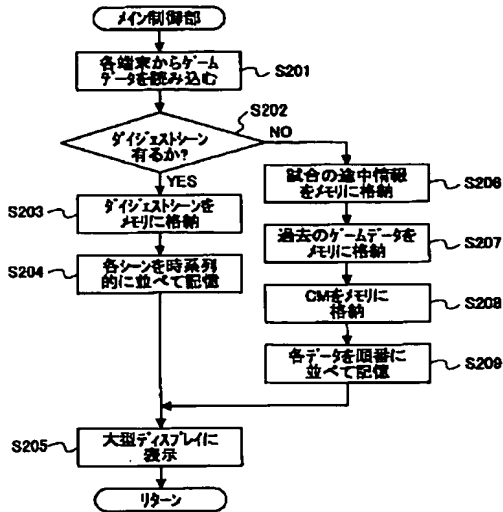 メイン制御部
各端末からゲーム
データを読み込む
S201
S202
ダイジェストシーン
有るか?
NO
YES
S203
ダイジェストシーンを
メモリに格納
S204
各シーンを時系列
的に並べて記憶
試合の途中情報
をメモリに格納
S206
過去のゲームデータを
メモリに格納
S207
CMをメモリに
格納
S208
各データを順番に
並べて記憶
S209
S205
大型ディスプレイに
表示
リターン